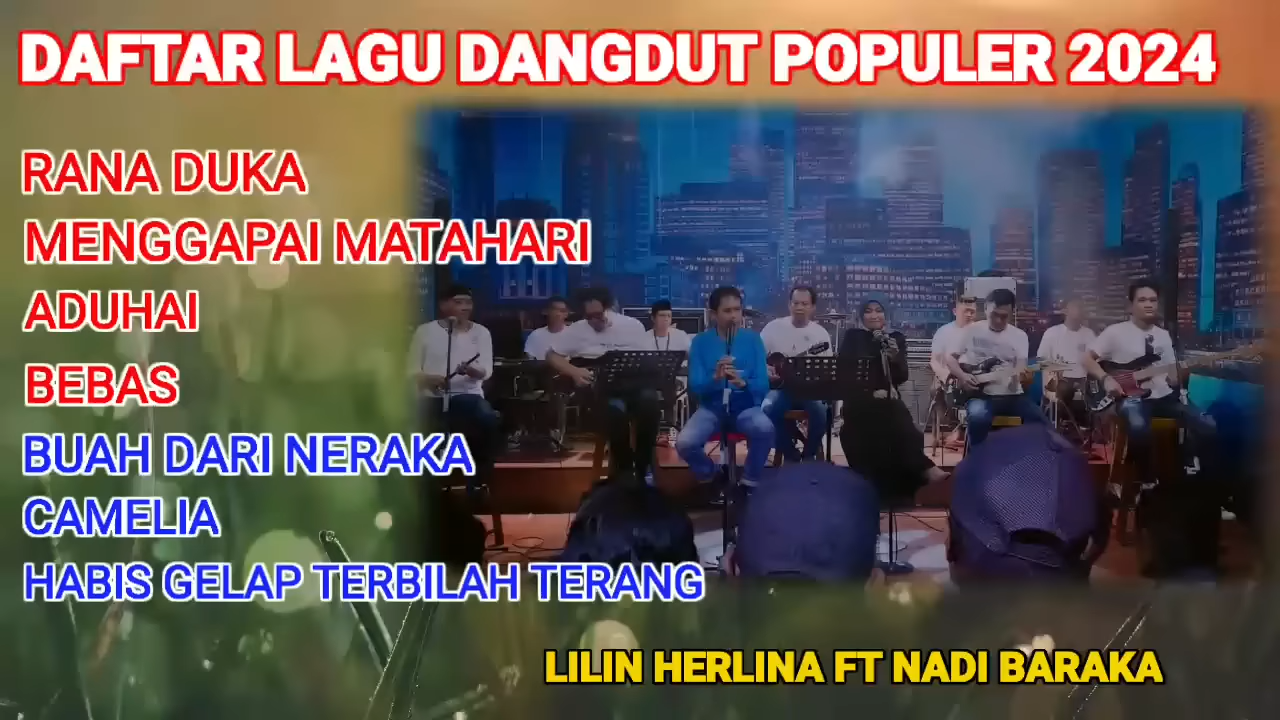 DAFTAR LAGU DANGDUT POPULER 2024
RANA DUKA
MENGGAPAI MATAHARI
ADUHAI
BEBAS
BUAH DARI NERAKA
CAMELIA
HABIS GELAP TERBILAH TERANG
LILIN HERLINA FT NADI BARAKA